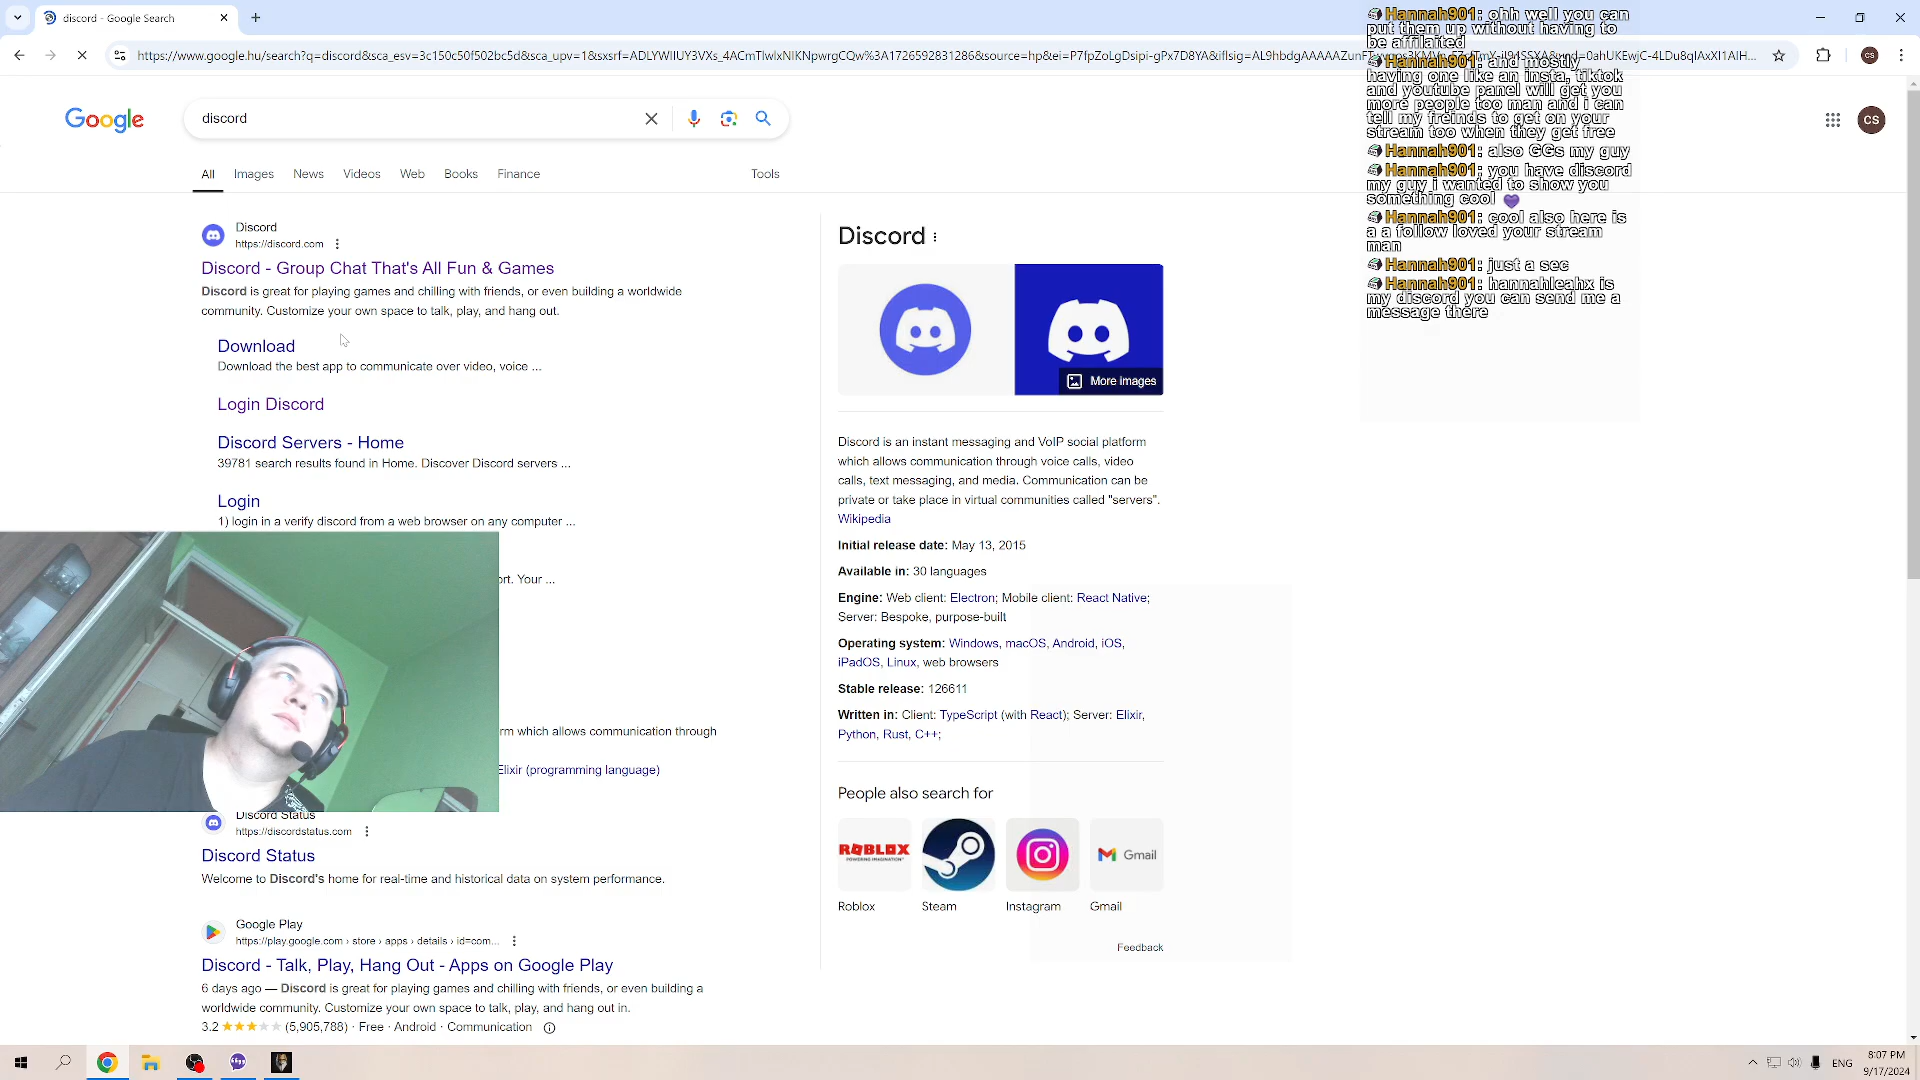 discord - Google Search
https://www.google.hu/search?q=discord&sca_esv=3c150c50f502bc5d&sca_upv=1&sxsrf=
Google
discord
CS
All Images News Videos Web Books Finance Tools
Discord
https://discord.com
Discord - Group Chat That's All Fun & Games
Discord is great for playing games and chilling with friends, or even building a worldwide
community. Customize your own space to talk, play, and hang out.
Download
Download the best app to communicate over video, voice ...
Login Discord
Discord Servers - Home
39781 search results found in Home. Discover Discord servers ...
Login
1) login in a verify discord from a web browser on any computer ...
rt. Your ...
rm which allows communication through
Elixir (programming language)
Discord Status
https://discordstatus.com
Discord Status
Welcome to Discord's home for real-time and historical data on system performance.
Google Play
https://play.google.com › store › apps › details › id=com...
Discord - Talk, Play, Hang Out - Apps on Google Play
6 days ago — Discord is great for playing games and chilling with friends, or even building a
worldwide community. Customize your own space to talk, play, and hang out in.
3.2 (5,905,788) · Free · Android · Communication
Discord
More images
Discord is an instant messaging and VoIP social platform
which allows communication through voice calls, video
calls, text messaging, and media. Communication can be
private or take place in virtual communities called "servers".
Wikipedia
Initial release date: May 13, 2015
Available in: 30 languages
Engine: Web client: Electron; Mobile client: React Native;
Server: Bespoke, purpose-built
Operating system: Windows, macOS, Android, iOS,
iPadOS, Linux, web browsers
Stable release: 126611
Written in: Client: TypeScript (with React); Server: Elixir,
Python, Rust, C++;
People also search for
ROBLOX
POWERING IMAGINATION
Gmail
Roblox Steam Instagram Gmail
Feedback
Hannah901: ohh well you can
put them up without having to
be affilaited
Hannah901: and mostly
having one like an insta, tiktok
and youtube panel will get you
more people too man and i can
tell my freinds to get on your
stream too when they get free
Hannah901: also GGs my guy
Hannah901: you have discord
my guy i wanted to show you
something cool
Hannah901: cool also here is
a a follow loved your stream
man
Hannah901: just a sec
Hannah901: hannahleahx is
my discord you can send me a
message there
CS
ENG
8:07 PM
9/17/2024